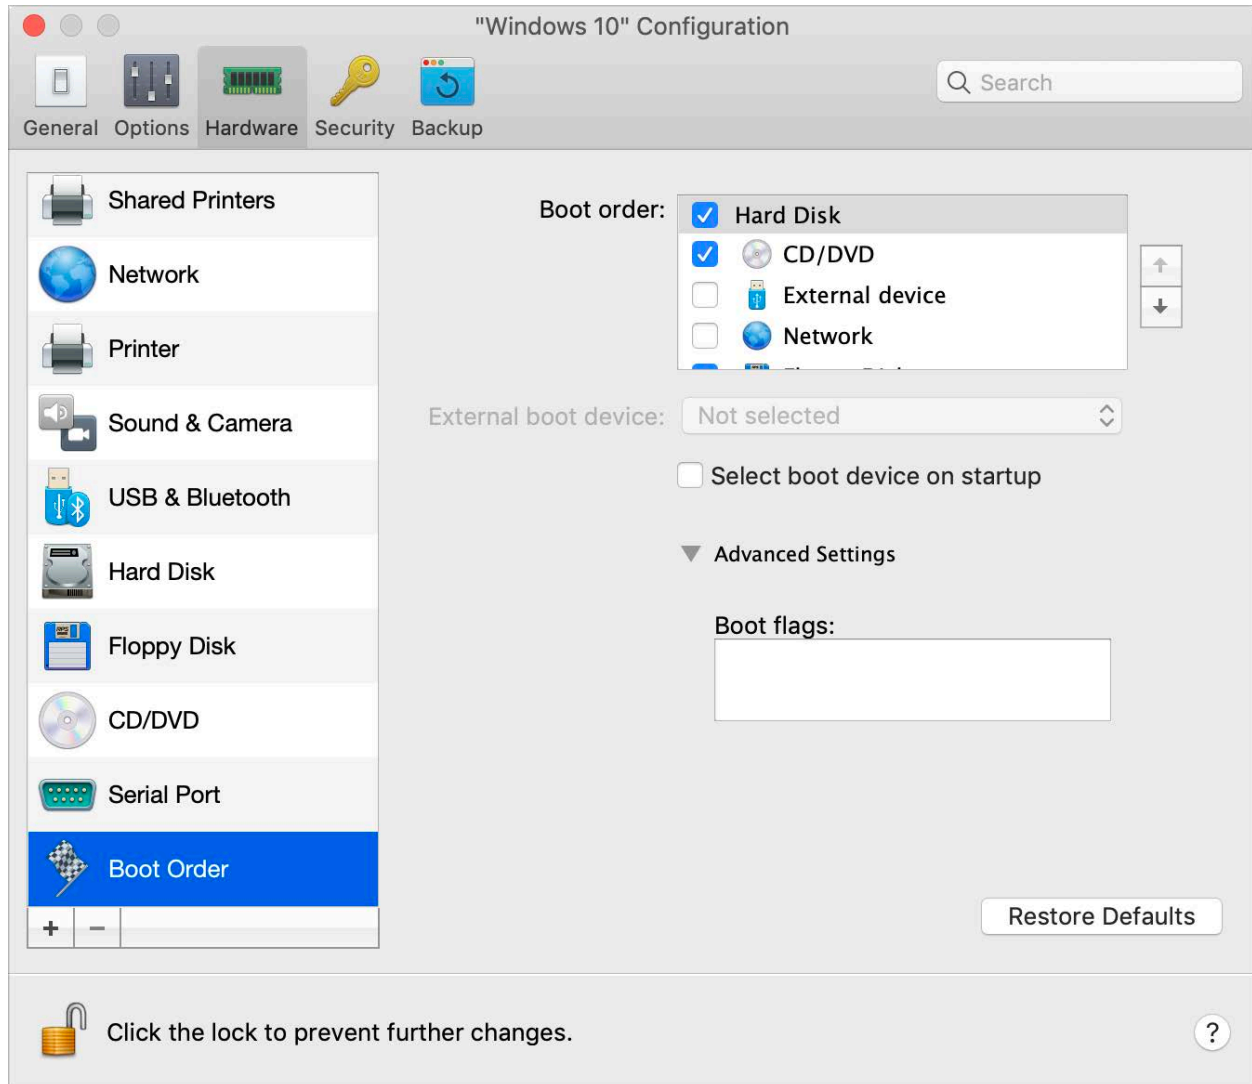 "Windows 10" Configuration
General Options Hardware Security Backup
Search
Shared Printers
Network
Printer
Sound & Camera
USB & Bluetooth
Hard Disk
Floppy Disk
CD/DVD
Serial Port
Boot Order
Boot order:
Hard Disk
CD/DVD
External device
Network
External boot device: Not selected
Select boot device on startup
Advanced Settings
Boot flags:
Restore Defaults
Click the lock to prevent further changes.
?